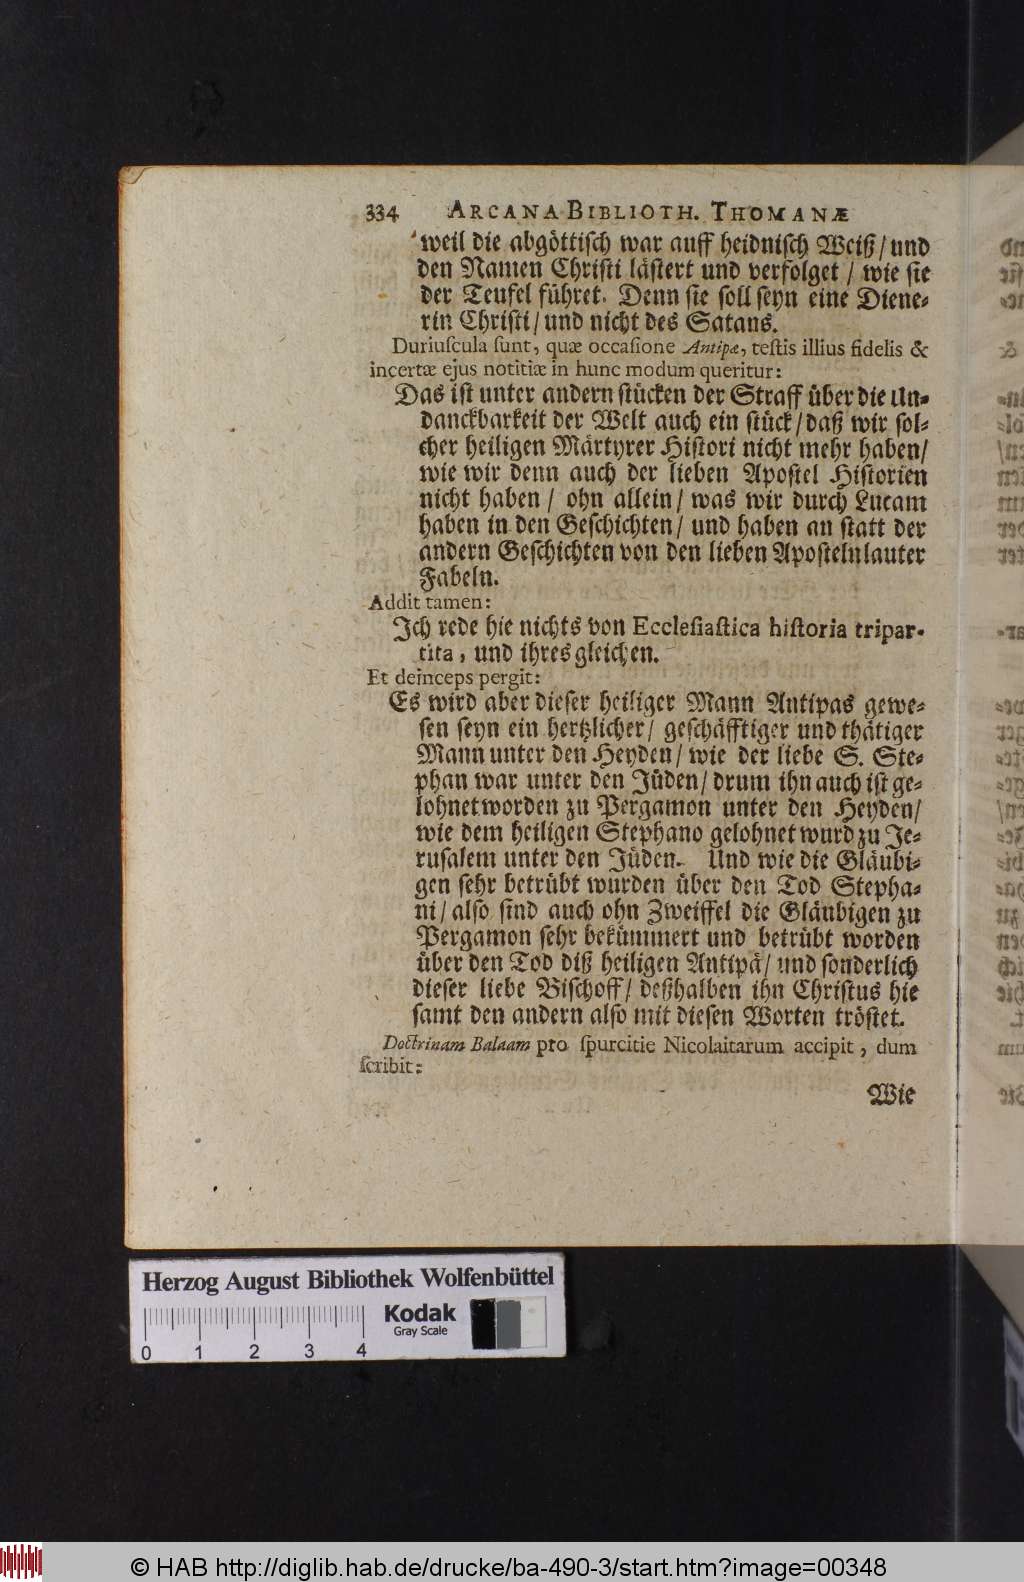 334 ARCANA BIBLIOTH. THOMANÆ
weil die abgöttisch war auff heidnisch Weiß/und
den Namen Christi lästert und verfolget / wie sie
der Teufel führet. Denn sie soll seyn eine Diene-
rin Christi/ und nicht des Satans.
Duriuſcula ſunt, quæ occaſione Antipæ, teſtis illius fidelis &
incertæ ejus notitiæ in hunc modum queritur:
Das ist unter andern stücken der Straff über die Un-
danckbarkeit der Welt auch ein stück/daß wir sol-
cher heiligen Märtyrer Histori nicht mehr haben/
wie wir denn auch der lieben Apostel Historien
nicht haben / ohn allein/ was wir durch Lucam
haben in den Geschichten/ und haben an statt der
andern Geschichten von den lieben Aposteln lauter
Fabeln.
Addit tamen:
Ich rede hie nichts von Eccleſiaſtica hiſtoria tripar-
tita, und ihres gleichen.
Et deinceps pergit:
Es wird aber dieser heiliger Mann Antipas gewe-
sen seyn ein hertzlicher/ geschäfftiger und thätiger
Mann unter den Heyden/ wie der liebe S. Ste-
phan war unter den Jüden/ drum ihn auch ist ge-
lohnet worden zu Pergamon unter den Heyden/
wie dem heiligen Stephano gelohnet wurd zu Je-
rusalem unter den Jüden. Und wie die Gläubi-
gen sehr betrübt wurden über den Tod Stepha-
ni/ also sind auch ohn Zweiffel die Gläubigen zu
Pergamon sehr bekümmert und betrübt worden
über den Tod diß heiligen Antipä/ und sonderlich
dieser liebe Bischoff/ deßhalben ihn Christus hie
samt den andern also mit diesen Worten tröstet.
Doctrinam Balaam pro ſpurcitie Nicolaitarum accipit, dum
ſcribit:
Wie
Herzog August Bibliothek Wolfenbüttel
Kodak
Gray Scale
0 1 2 3 4
© HAB http://diglib.hab.de/drucke/ba-490-3/start.htm?image=00348